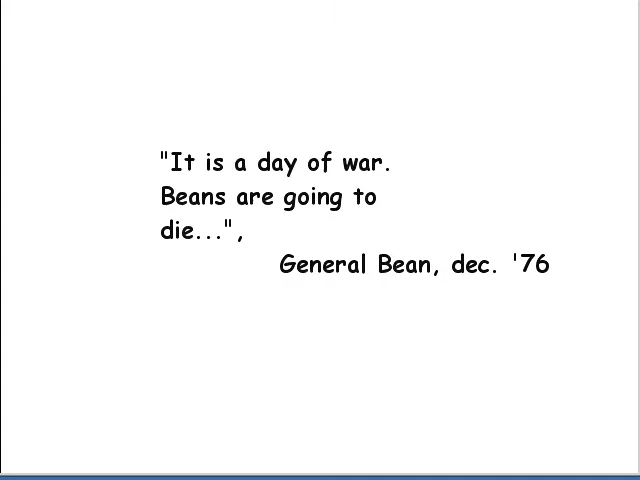 "It is a day of war.
Beans are going to
die...",
General Bean, dec. '76